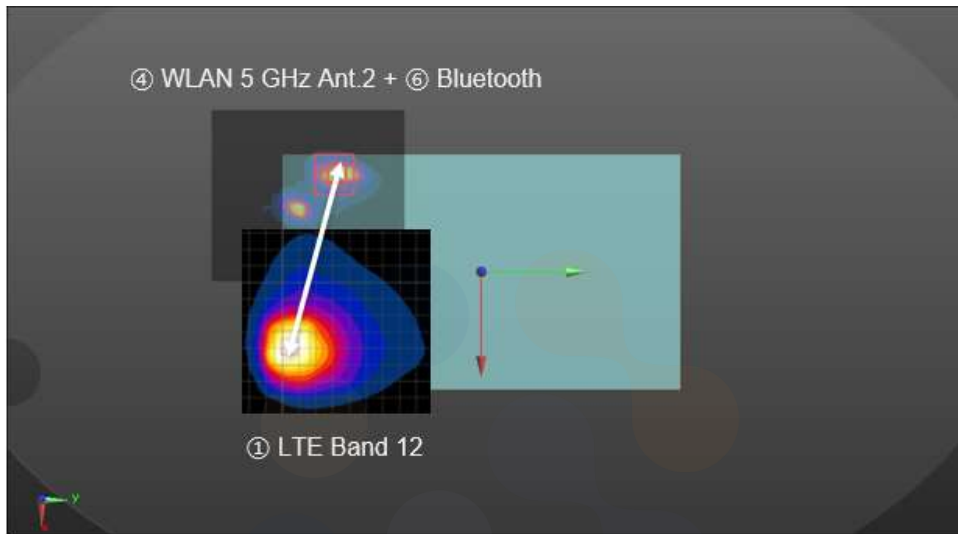 ④ WLAN 5 GHz Ant.2 + ⑥ Bluetooth
① LTE Band 12
y
x